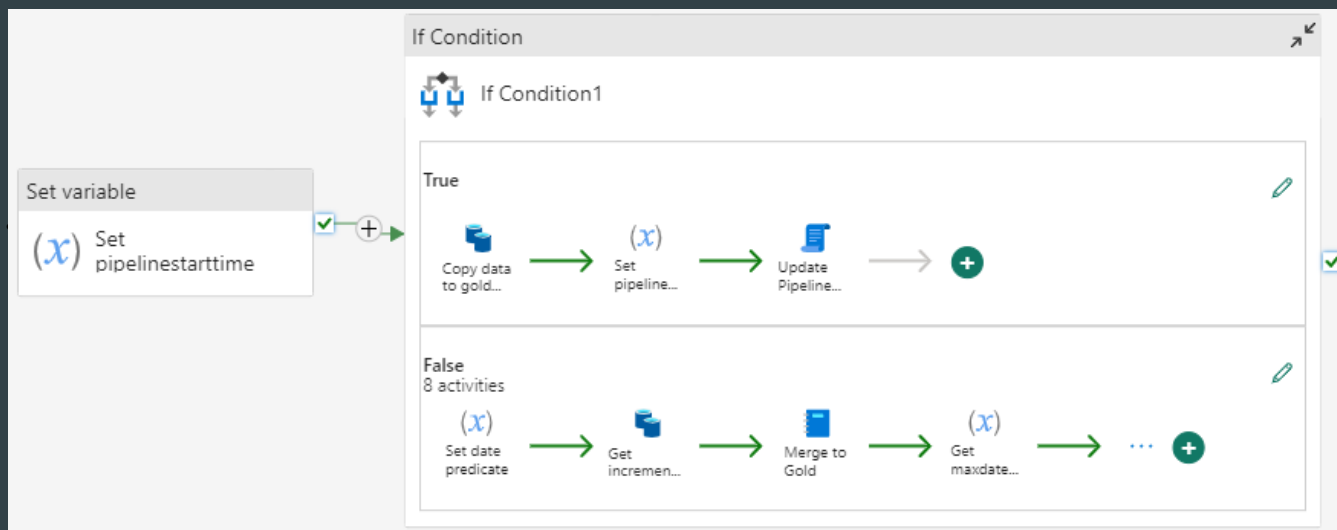 If Condition
If Condition1
Set variable
(x) Set
pipelinestarttime
True
Copy data
to gold...
(x)
Set
pipeline...
Update
Pipeline...
False
8 activities
(x)
Set date
predicate
Get
incremen...
Merge to
Gold
(x)
Get
maxdate...
...